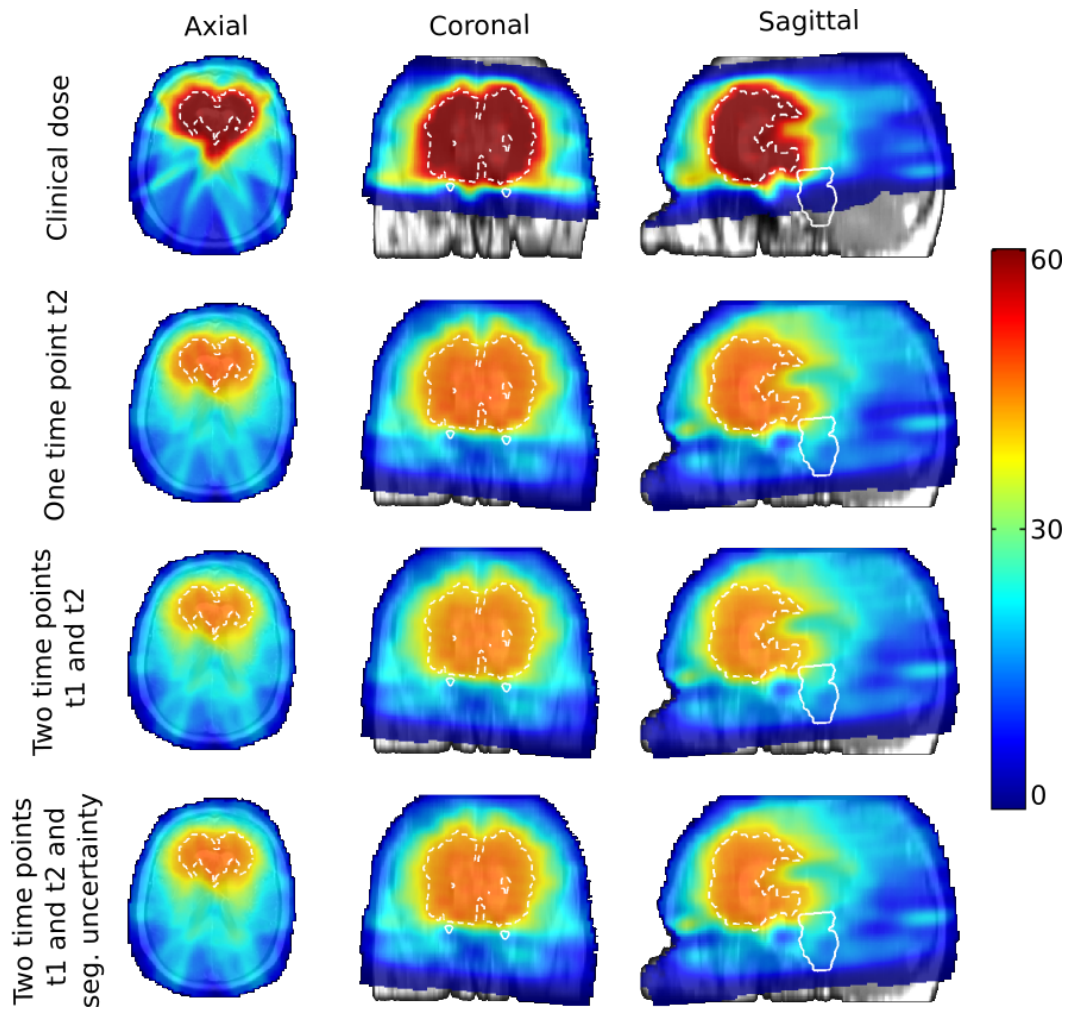 Axial
Coronal
Sagittal
Clinical dose
One time point t2
Two time points
t1 and t2
Two time points
t1 and t2 and
seg. uncertainty
60
30
0